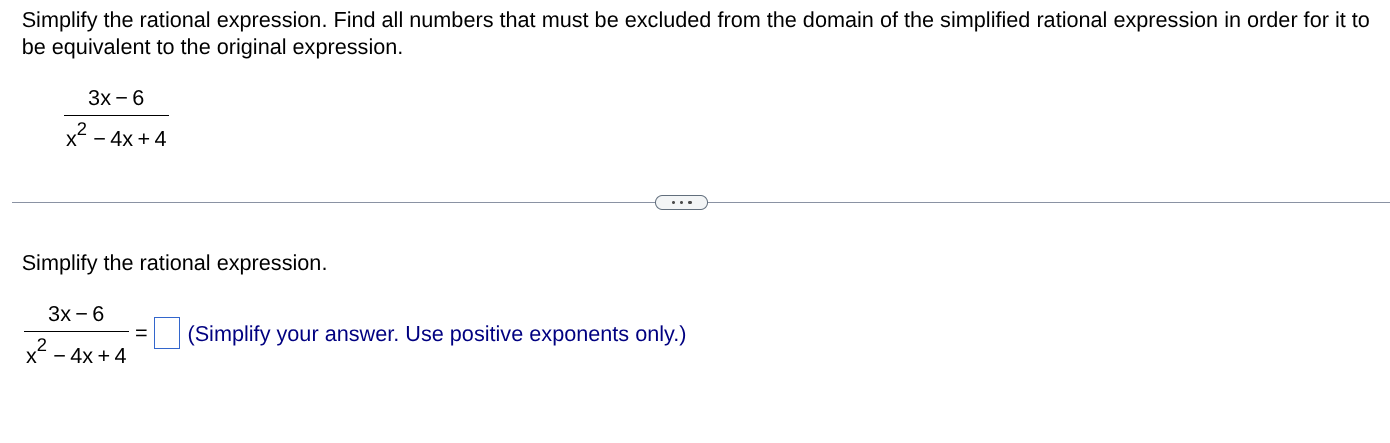 Simplify the rational expression. Find all numbers that must be excluded from the domain of the simplified rational expression in order for it to
be equivalent to the original expression.
3x − 6
x² − 4x + 4
Simplify the rational expression.
3x − 6
= (Simplify your answer. Use positive exponents only.)
x² − 4x + 4